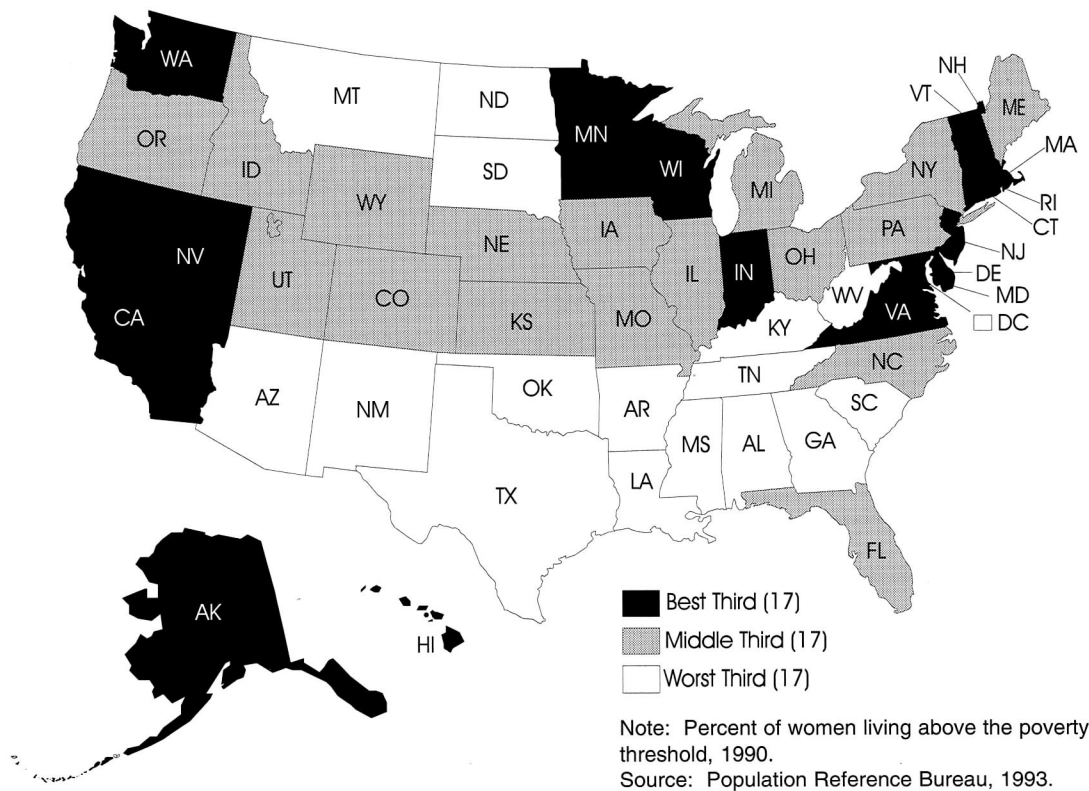 WA
MT
ND
MN
OR
ID
SD
WI
WY
MI
NH
VT
ME
MA
NY
RI
CT
PA
NJ
DE
MD
DC
NV
UT
CO
NE
IA
IL
IN
OH
WV
VA
CA
KS
MO
KY
NC
AZ
NM
OK
AR
TN
SC
MS
AL
GA
TX
LA
FL
AK
HI
Best Third (17)
Middle Third (17)
Worst Third (17)
Note: Percent of women living above the poverty
threshold, 1990.
Source: Population Reference Bureau, 1993.